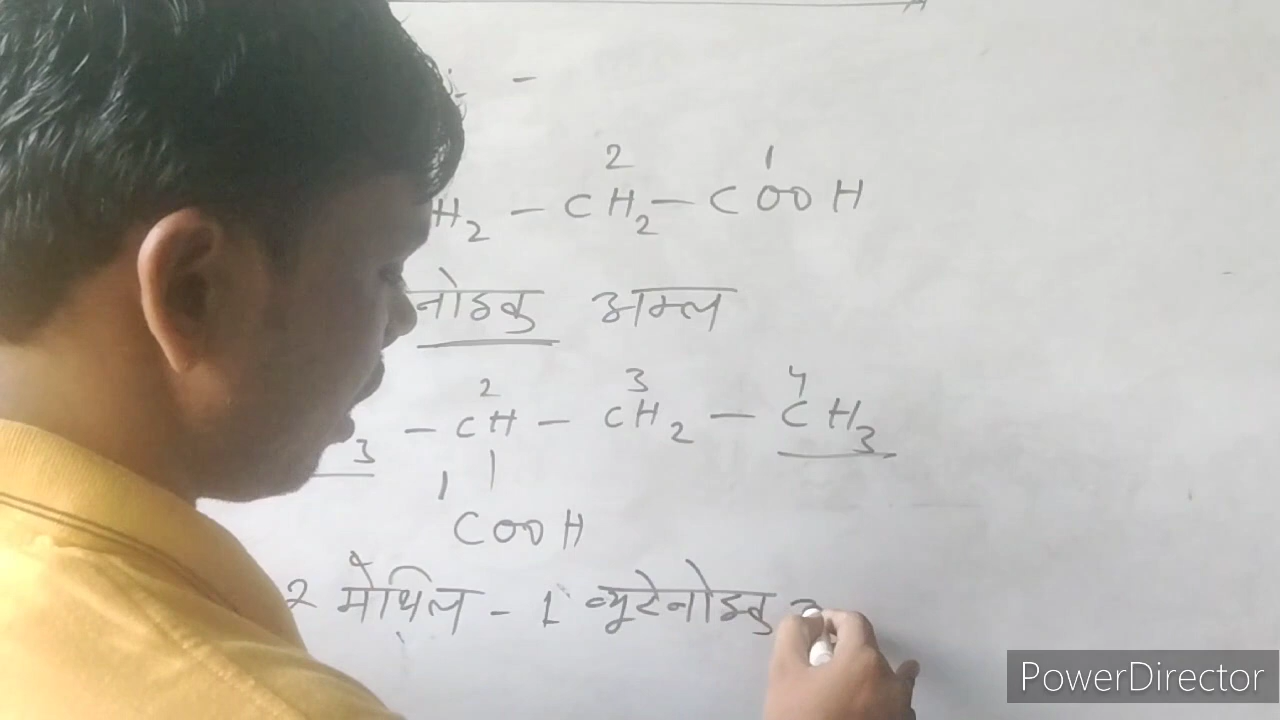 2 1
H2 - CH2 - COOH
नोइक अम्ल
2 3 4
3 - CH - CH2 - CH3
1 |
COOH
2 मेथिल - 1 ब्यूटेनोइक
PowerDirector